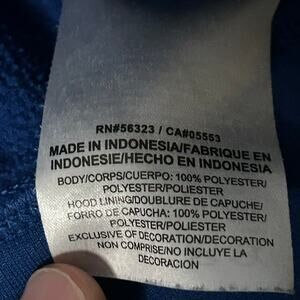 RN#56323 / CA#05553
MADE IN INDONESIA/FABRIQUE EN
INDONESIE/HECHO EN INDONESIA
BODY/CORPS/CUERPO: 100% POLYESTER/
POLYESTER/POLIESTER
HOOD LINING/DOUBLURE DE CAPUCHE/
FORRO DE CAPUCHA: 100% POLYESTER/
POLYESTER/POLIESTER
EXCLUSIVE OF DECORATION/DECORATION
NON COMPRISE/NO INCLUYE LA
DECORACION